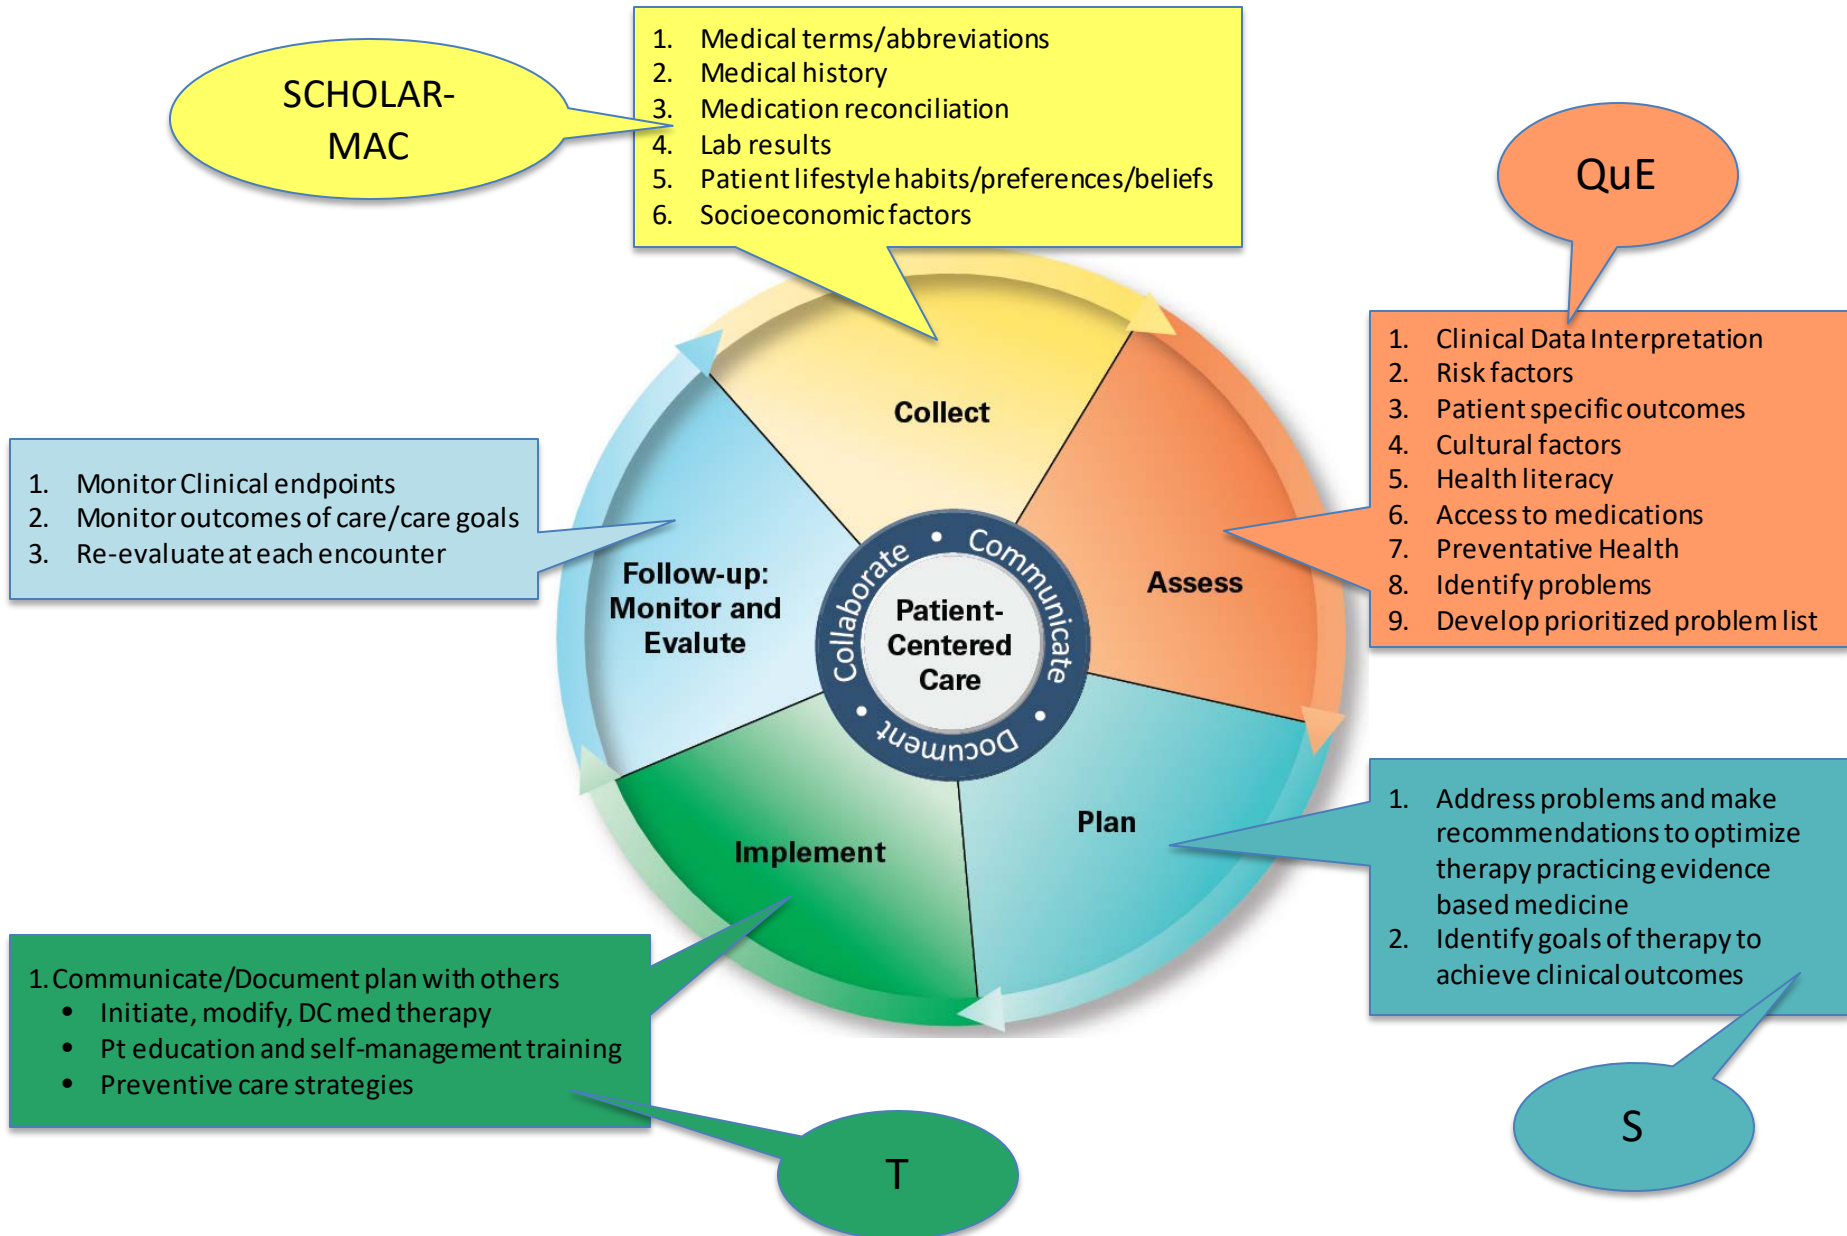 SCHOLAR-
MAC
1. Medical terms/abbreviations
2. Medical history
3. Medication reconciliation
4. Lab results
5. Patient lifestyle habits/preferences/beliefs
6. Socioeconomic factors
QuE
1. Clinical Data Interpretation
2. Risk factors
3. Patient specific outcomes
4. Cultural factors
5. Health literacy
6. Access to medications
7. Preventative Health
8. Identify problems
9. Develop prioritized problem list
Collect
Assess
Plan
Implement
Follow-up:
Monitor and
Evalute
Collaborate • Communicate • Document •
Patient-
Centered
Care
1. Monitor Clinical endpoints
2. Monitor outcomes of care/care goals
3. Re-evaluate at each encounter
1. Address problems and make
recommendations to optimize
therapy practicing evidence
based medicine
2. Identify goals of therapy to
achieve clinical outcomes
S
1. Communicate/Document plan with others
• Initiate, modify, DC med therapy
• Pt education and self-management training
• Preventive care strategies
T